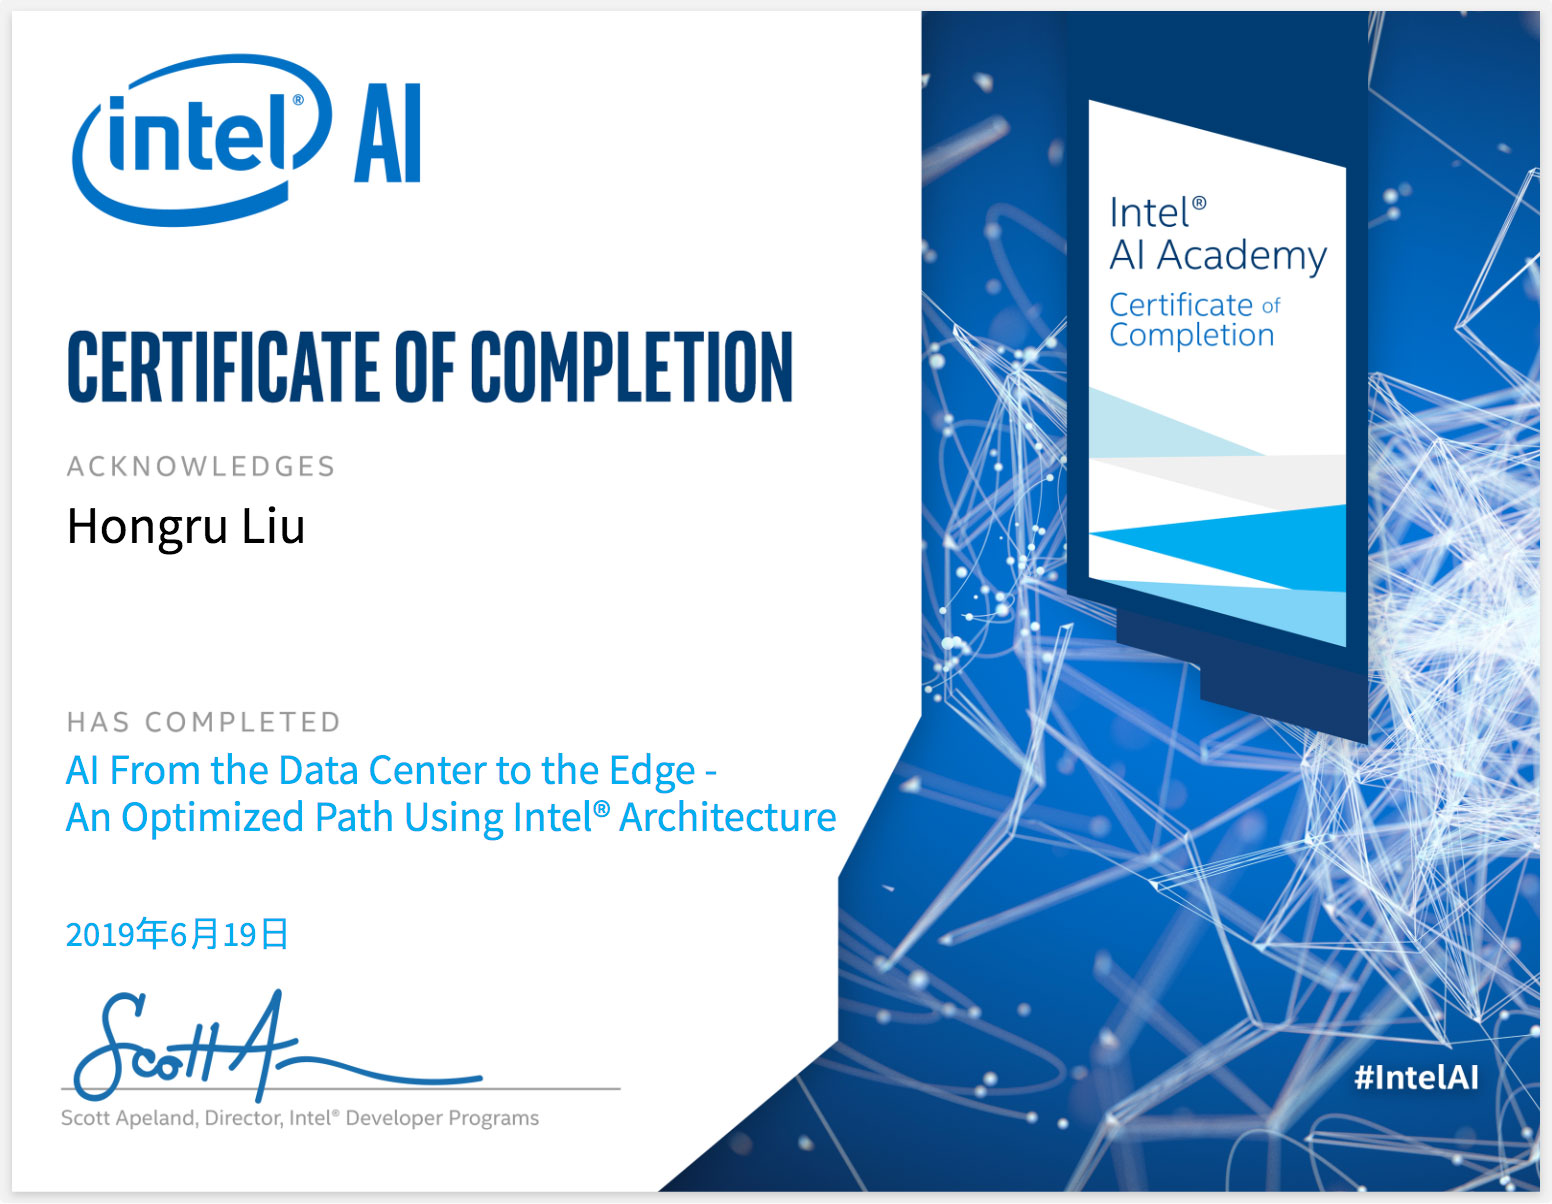 intel® AI
CERTIFICATE OF COMPLETION
ACKNOWLEDGES
Hongru Liu
HAS COMPLETED
AI From the Data Center to the Edge -
An Optimized Path Using Intel® Architecture
2019年6月19日
Scott A
Scott Apeland, Director, Intel® Developer Programs
Intel®
AI Academy
Certificate of
Completion
#IntelAI